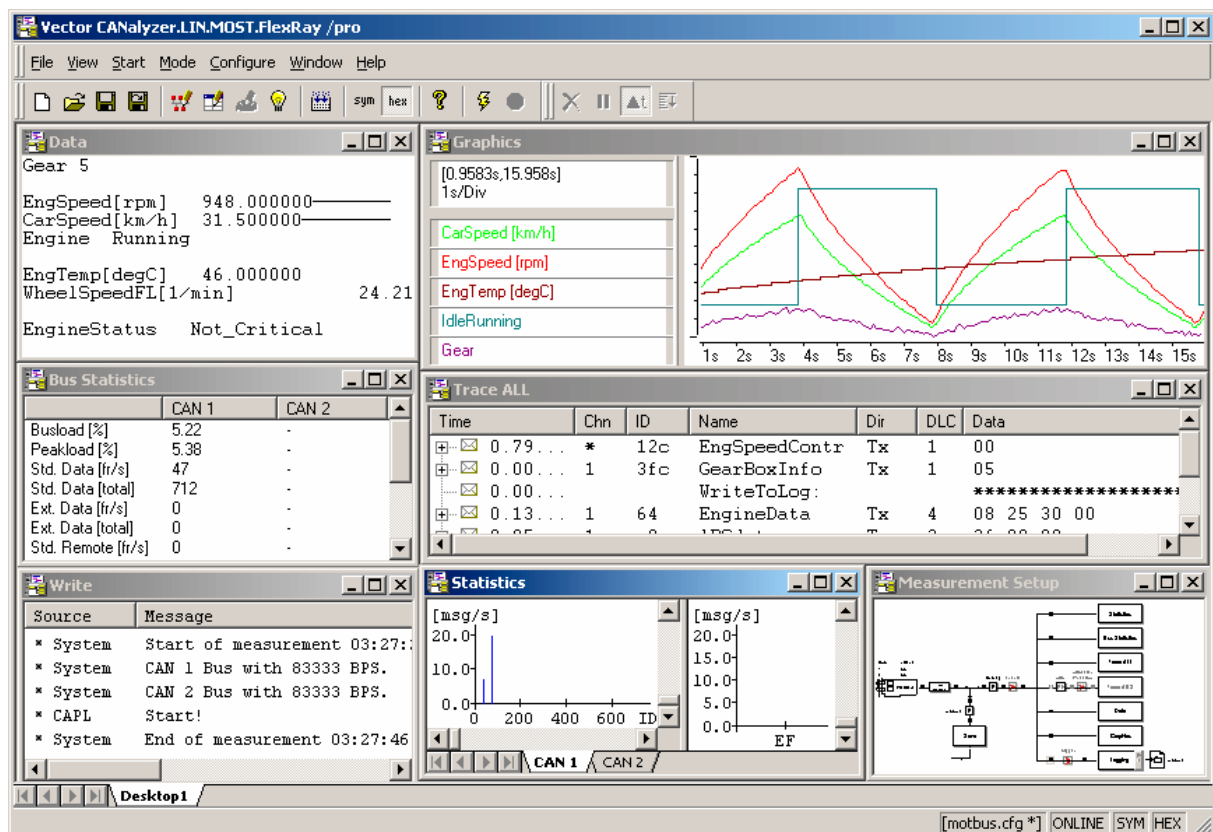 Vector CANalyzer.LIN.MOST.FlexRay /pro
File View Start Mode Configure Window Help
sym hex
Data
Gear 5
EngSpeed[rpm] 948.000000
CarSpeed[km/h] 31.500000
Engine Running
EngTemp[degC] 46.000000
WheelSpeedFL[1/min] 24.21
EngineStatus Not_Critical
Graphics
[0.9583s,15.958s]
1s/Div
CarSpeed [km/h]
EngSpeed [rpm]
EngTemp [degC]
IdleRunning
Gear
1s 2s 3s 4s 5s 6s 7s 8s 9s 10s 11s 12s 13s 14s 15s
Bus Statistics
CAN 1 CAN 2
Busload [%] 5.22 -
Peakload [%] 5.38 -
Std. Data [fr/s] 47 -
Std. Data [total] 712 -
Ext. Data [fr/s] 0 -
Ext. Data [total] 0 -
Std. Remote [fr/s] 0 -
Trace ALL
Time Chn ID Name Dir DLC Data
0.79... * 12c EngSpeedContr Tx 1 00
0.00... 1 3fc GearBoxInfo Tx 1 05
0.00... WriteToLog: *******************
0.13... 1 64 EngineData Tx 4 08 25 30 00
Write
Source Message
* System Start of measurement 03:27:
* System CAN 1 Bus with 83333 BPS.
* System CAN 2 Bus with 83333 BPS.
* CAPL Start!
* System End of measurement 03:27:46
Statistics
[msg/s]
20.0
10.0
0.0
0 200 400 600 ID
[msg/s]
20.0
15.0
10.0
5.0
0.0
EF
CAN 1 CAN 2
Measurement Setup
Desktop1
[motbus.cfg *] ONLINE SYM HEX